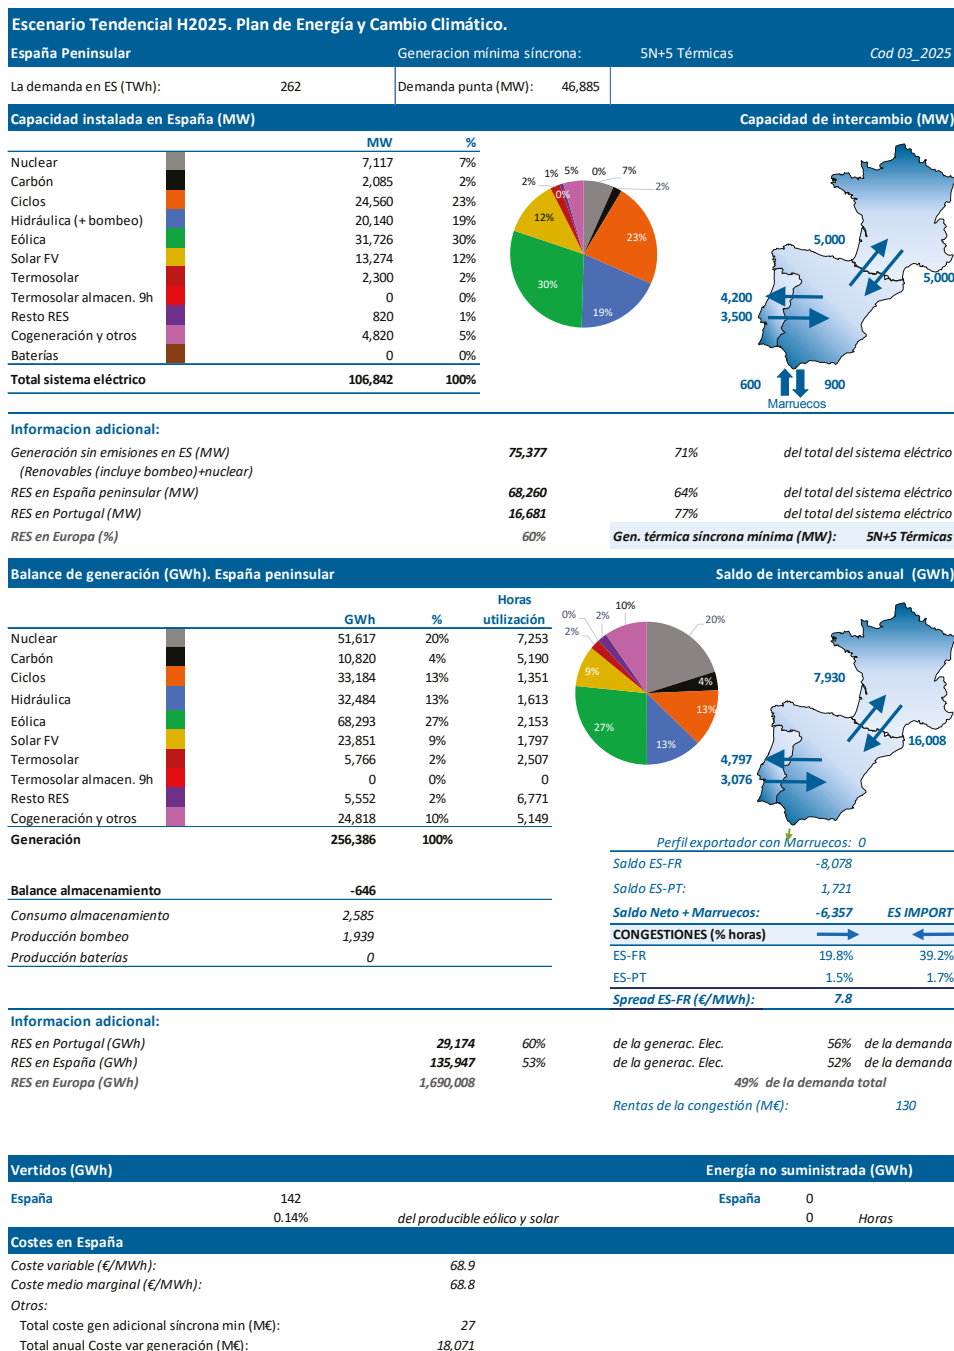 Escenario Tendencial H2025. Plan de Energía y Cambio Climático.
España Peninsular Generacion mínima síncrona: 5N+5 Térmicas Cod 03_2025
La demanda en ES (TWh): 262 Demanda punta (MW): 46,885
Capacidad instalada en España (MW) Capacidad de intercambio (MW)
MW %
Nuclear 7,117 7%
Carbón 2,085 2%
Ciclos 24,560 23%
Hidráulica (+ bombeo) 20,140 19%
Eólica 31,726 30%
Solar FV 13,274 12%
Termosolar 2,300 2%
Termosolar almacen. 9h 0 0%
Resto RES 820 1%
Cogeneración y otros 4,820 5%
Baterías 0 0%
Total sistema eléctrico 106,842 100%
2% 1% 5% 0% 7% 2%
0%
12%
23%
30%
19%
5,000
5,000
4,200
3,500
600 900
Marruecos
Informacion adicional:
Generación sin emisiones en ES (MW) 75,377 71% del total del sistema eléctrico
(Renovables (incluye bombeo)+nuclear)
RES en España peninsular (MW) 68,260 64% del total del sistema eléctrico
RES en Portugal (MW) 16,681 77% del total del sistema eléctrico
RES en Europa (%) 60% Gen. térmica síncrona mínima (MW): 5N+5 Térmicas
Balance de generación (GWh). España peninsular Saldo de intercambios anual (GWh)
Horas
GWh % utilización
Nuclear 51,617 20% 7,253
Carbón 10,820 4% 5,190
Ciclos 33,184 13% 1,351
Hidráulica 32,484 13% 1,613
Eólica 68,293 27% 2,153
Solar FV 23,851 9% 1,797
Termosolar 5,766 2% 2,507
Termosolar almacen. 9h 0 0% 0
Resto RES 5,552 2% 6,771
Cogeneración y otros 24,818 10% 5,149
Generación 256,386 100%
10%
0% 2% 20%
2%
9%
4%
13%
27%
13%
7,930
16,008
4,797
3,076
Perfil exportador con Marruecos: 0
Saldo ES-FR -8,078
Saldo ES-PT: 1,721
Saldo Neto + Marruecos: -6,357 ES IMPORT
CONGESTIONES (% horas)
ES-FR 19.8% 39.2%
ES-PT 1.5% 1.7%
Spread ES-FR (€/MWh): 7.8
Balance almacenamiento -646
Consumo almacenamiento 2,585
Producción bombeo 1,939
Producción baterías 0
Informacion adicional:
RES en Portugal (GWh) 29,174 60% de la generac. Elec. 56% de la demanda
RES en España (GWh) 135,947 53% de la generac. Elec. 52% de la demanda
RES en Europa (GWh) 1,690,008 49% de la demanda total
Rentas de la congestión (M€): 130
Vertidos (GWh) Energía no suministrada (GWh)
España 142 España 0
0.14% del producible eólico y solar 0 Horas
Costes en España
Coste variable (€/MWh): 68.9
Coste medio marginal (€/MWh): 68.8
Otros:
Total coste gen adicional síncrona min (M€): 27
Total anual Coste var generación (M€): 18,071